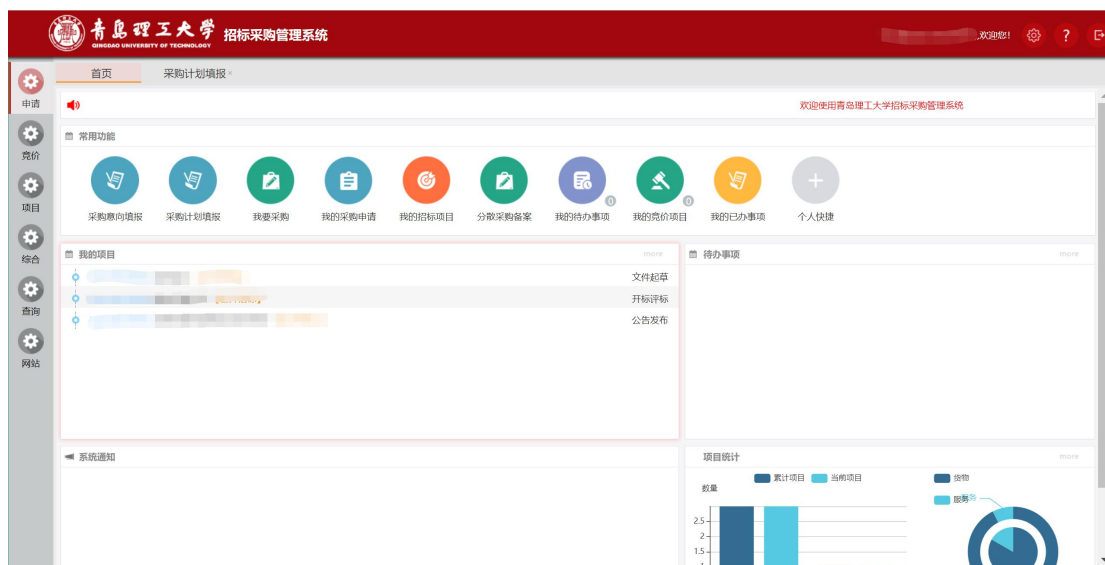 青岛理工大学 招标采购管理系统
QINGDAO UNIVERSITY OF TECHNOLOGY
,欢迎您!
?
首页 采购计划填报×
申请
竞价
项目
综合
查询
网站
欢迎使用青岛理工大学招标采购管理系统
常用功能
采购意向填报 采购计划填报 我要采购 我的采购申请 我的招标项目 分散采购备案 我的待办事项 我的竞价项目 我的已办事项 个人快捷
0 0
我的项目 more
文件起草
开标评标
公告发布
待办事项 more
系统通知
项目统计 more
累计项目 当前项目
数量
2.5
2
1.5
货物
服务